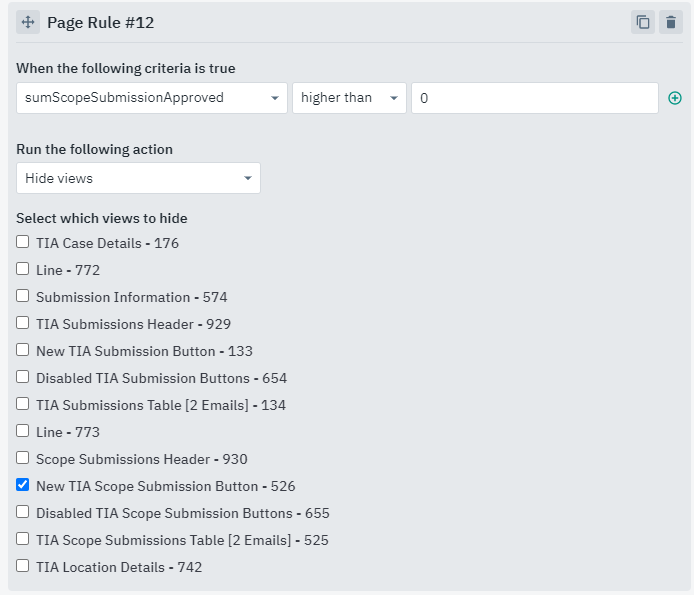 Page Rule #12
When the following criteria is true
sumScopeSubmissionApproved higher than 0
Run the following action
Hide views
Select which views to hide
TIA Case Details - 176
Line - 772
Submission Information - 574
TIA Submissions Header - 929
New TIA Submission Button - 133
Disabled TIA Submission Buttons - 654
TIA Submissions Table [2 Emails] - 134
Line - 773
Scope Submissions Header - 930
New TIA Scope Submission Button - 526
Disabled TIA Scope Submission Buttons - 655
TIA Scope Submissions Table [2 Emails] - 525
TIA Location Details - 742